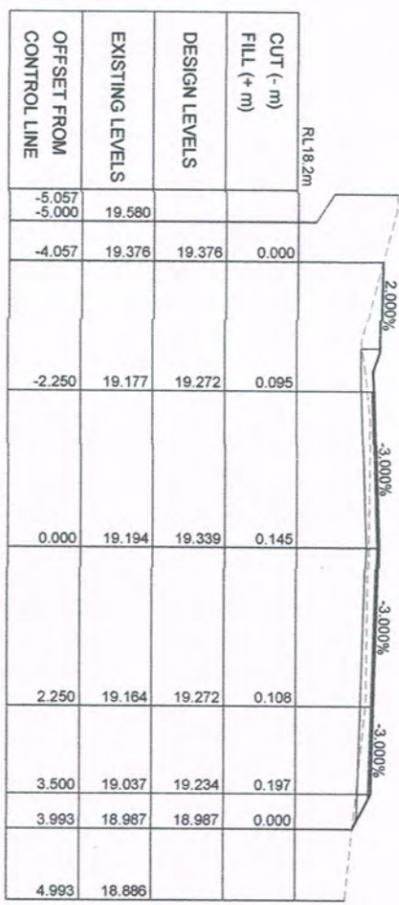 2.000%
-3.000%
-3.000%
-3.000%
RL18.2m
CUT (- m)
FILL (+ m)
0.000 0.095 0.145 0.108 0.197 0.000
DESIGN LEVELS
19.376 19.272 19.339 19.272 19.234 18.987
EXISTING LEVELS
19.580 19.376 19.177 19.194 19.164 19.037 18.987 18.886
OFFSET FROM
CONTROL LINE
-5.057
-5.000 -4.057 -2.250 0.000 2.250 3.500 3.993 4.993